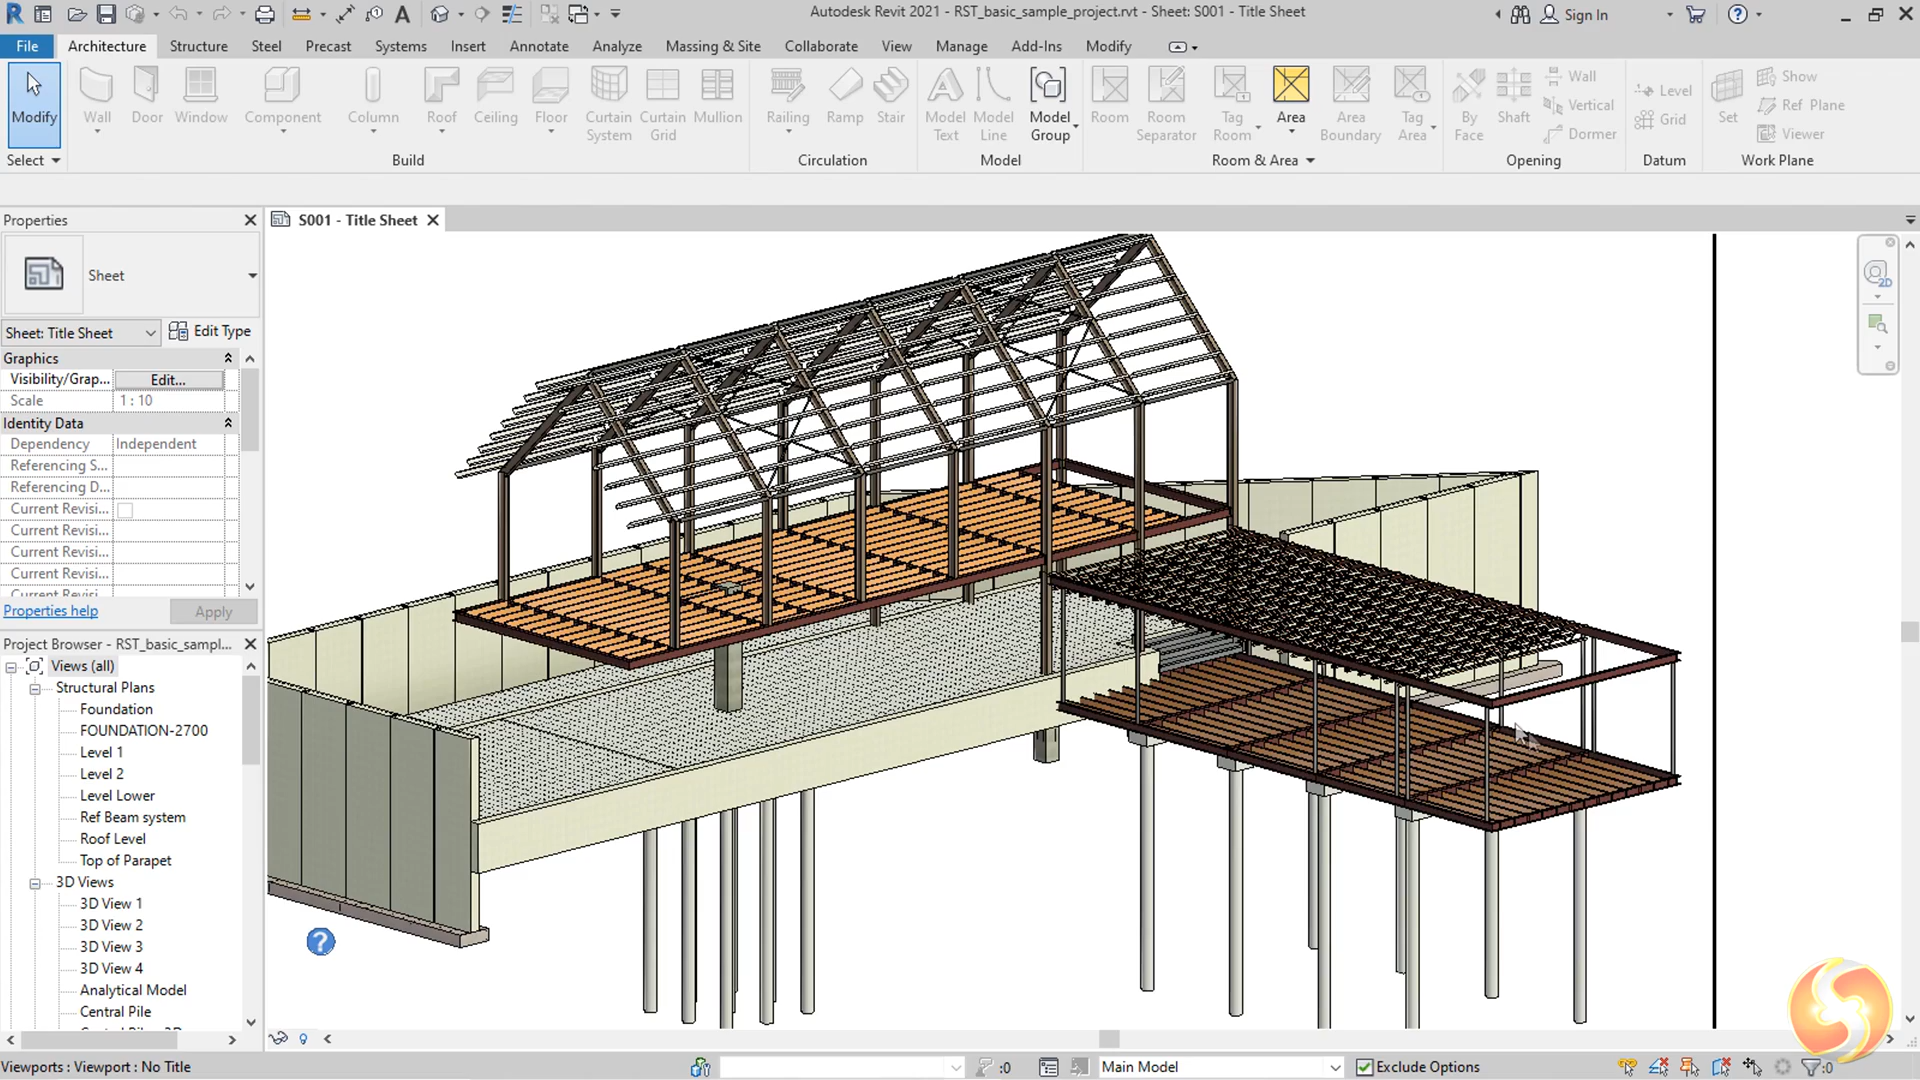 Autodesk Revit 2021 - RST_basic_sample_project.rvt - Sheet: S001 - Title Sheet
Sign In
File Architecture Structure Steel Precast Systems Insert Annotate Analyze Massing & Site Collaborate View Manage Add-Ins Modify
Modify
Wall
Door
Window
Component
Column
Roof
Ceiling
Floor
Curtain System
Curtain Grid
Mullion
Railing
Ramp
Stair
Model Text
Model Line
Model Group
Room
Room Separator
Tag Room
Area
Area Boundary
Tag Area
By Face
Shaft
Wall
Vertical
Dormer
Level
Grid
Set
Show
Ref Plane
Viewer
Select Build Circulation Model Room & Area Opening Datum Work Plane
Properties
S001 - Title Sheet
Sheet
Sheet: Title Sheet
Edit Type
Graphics
Visibility/Grap... Edit...
Scale 1 : 10
Identity Data
Dependency Independent
Referencing S...
Referencing D...
Current Revisi...
Current Revisi...
Current Revisi...
Current Revisi...
Properties help
Apply
Project Browser - RST_basic_sampl...
Views (all)
Structural Plans
Foundation
FOUNDATION-2700
Level 1
Level 2
Level Lower
Ref Beam system
Roof Level
Top of Parapet
3D Views
3D View 1
3D View 2
3D View 3
3D View 4
Analytical Model
Central Pile
2D
Viewports : Viewport : No Title
:0
Main Model
Exclude Options
:0